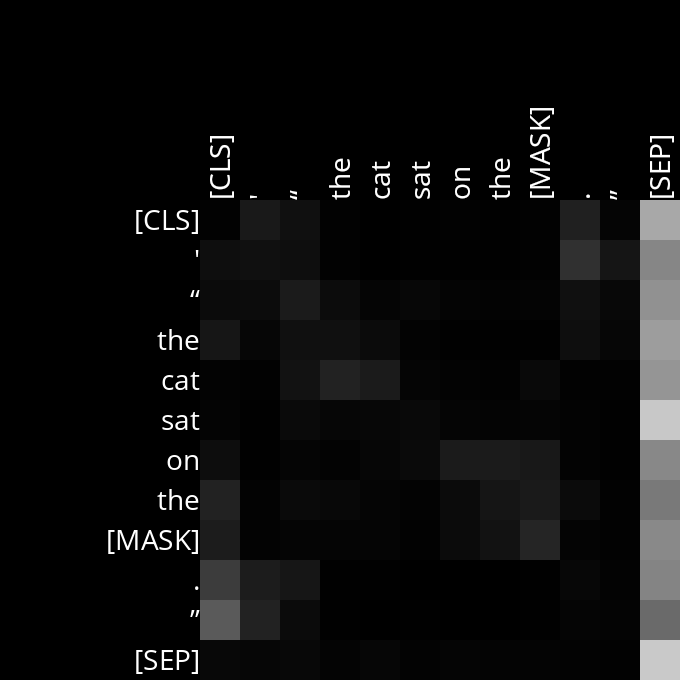 [CLS] ' “ the cat sat on the [MASK] . ” [SEP]
[CLS]
'
“
the
cat
sat
on
the
[MASK]
.
”
[SEP]